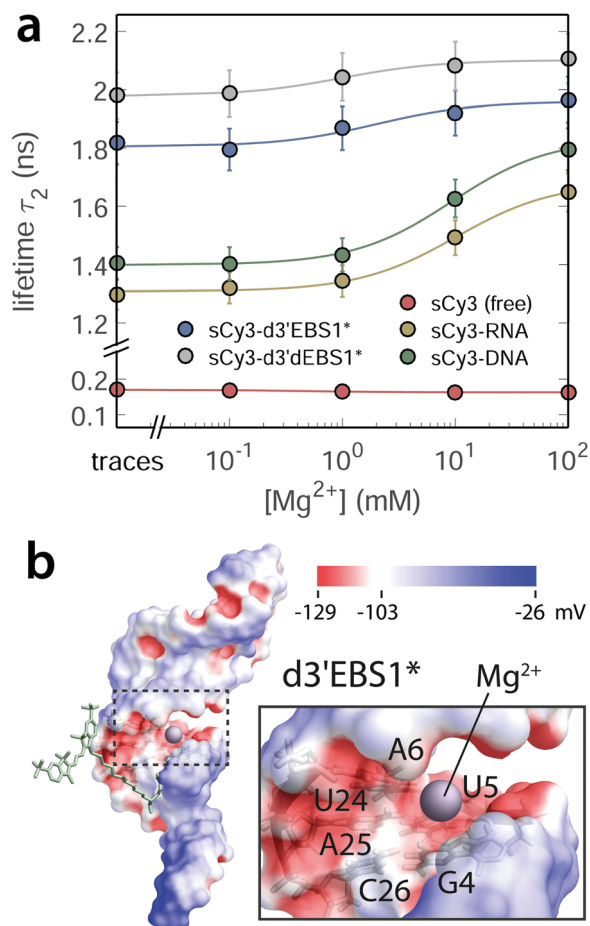 a
lifetime τ2 (ns)
2.2
2
1.8
1.6
1.4
1.2
0.2
0.1
sCy3 (free)
sCy3-d3'EBS1* sCy3-RNA
sCy3-d3'dEBS1* sCy3-DNA
traces 10-1 100 101 102
[Mg2+] (mM)
b
-129 -103 -26 mV
d3'EBS1* Mg2+
A6
U24 U5
A25
C26 G4